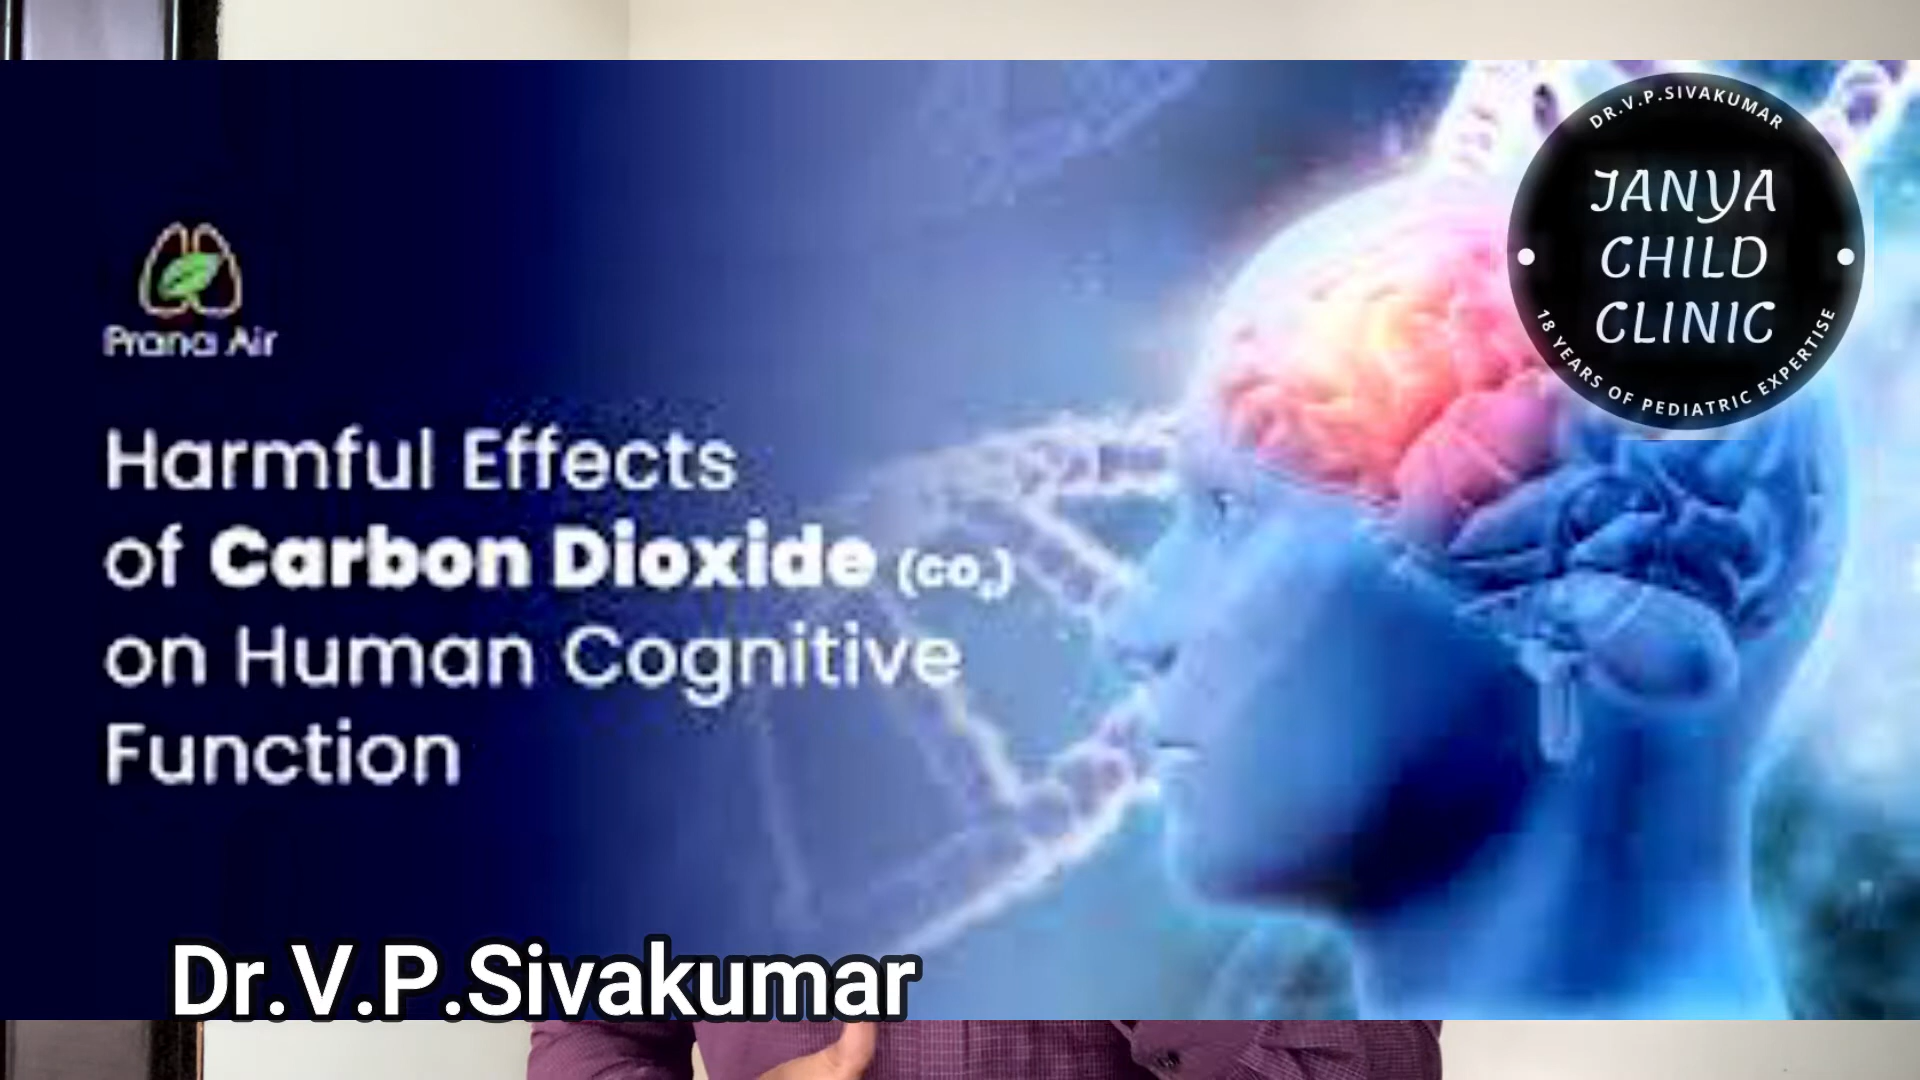 DR.V.P.SIVAKUMAR
JANYA
CHILD
CLINIC
18 YEARS OF PEDIATRIC EXPERTISE
Prana Air
Harmful Effects
of Carbon Dioxide (CO₂)
on Human Cognitive
Function
Dr.V.P.Sivakumar